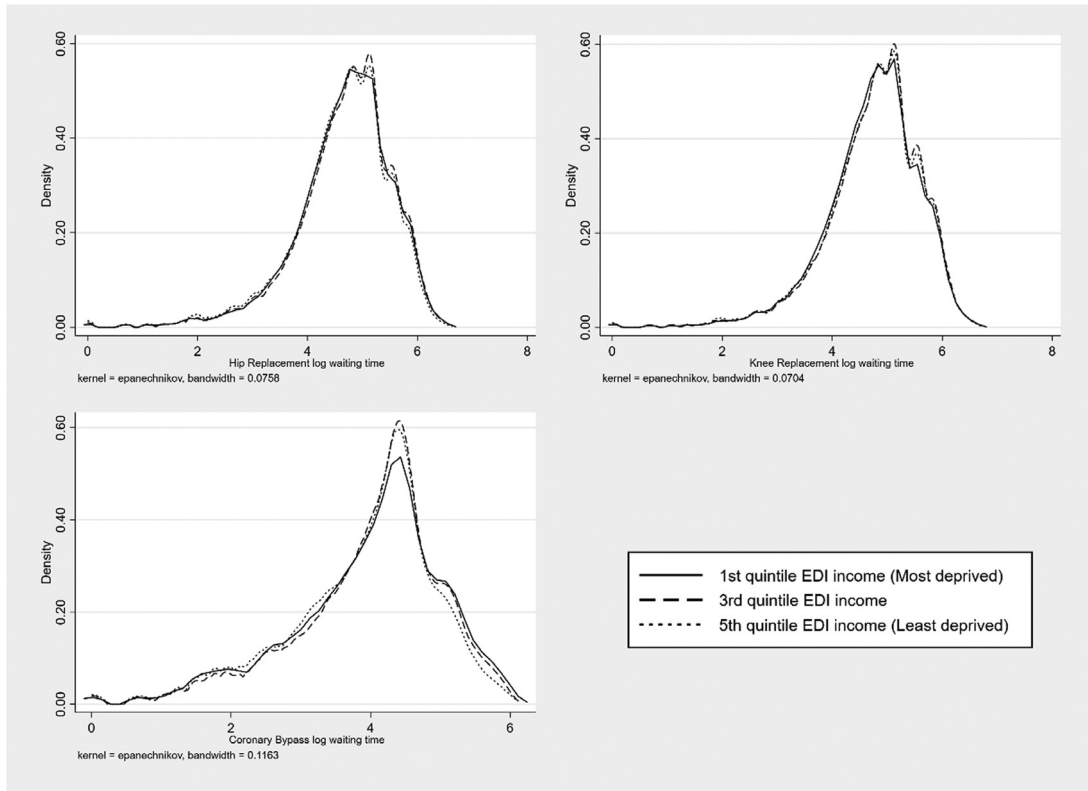 0.60
0.40
0.20
0.00
Density
0 2 4 6 8
Hip Replacement log waiting time
kernel = epanechnikov, bandwidth = 0.0758
0.60
0.40
0.20
0.00
Density
0 2 4 6 8
Knee Replacement log waiting time
kernel = epanechnikov, bandwidth = 0.0704
0.60
0.40
0.20
0.00
Density
0 2 4 6
Coronary Bypass log waiting time
kernel = epanechnikov, bandwidth = 0.1163
1st quintile EDI income (Most deprived)
3rd quintile EDI income
5th quintile EDI income (Least deprived)